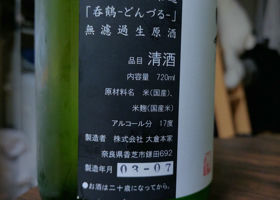 「呑鶴-どんづる-」
無濾過生原酒
品目 清酒
内容量 720ml
原材料名 米(国産)、
米麹(国産米)
アルコール分 17度
製造者 株式会社 大倉本家
奈良県香芝市鎌田692
製造年月 03-07
●お酒は二十歳になってから。